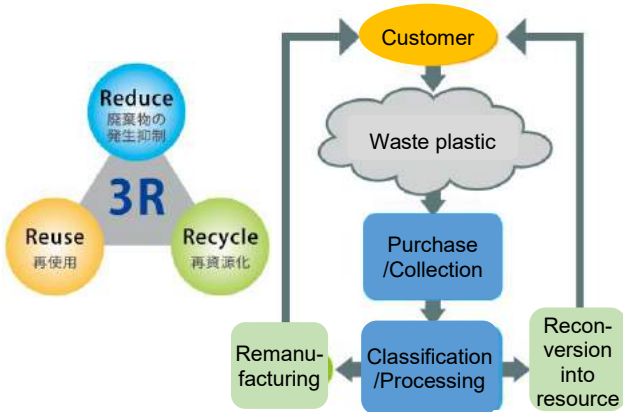 Reduce
廃棄物の
発生抑制
3R
Reuse
再使用
Recycle
再資源化
Customer
Waste plastic
Purchase
/Collection
Remanu-
facturing
Classification
/Processing
Recon-
version
into
resource